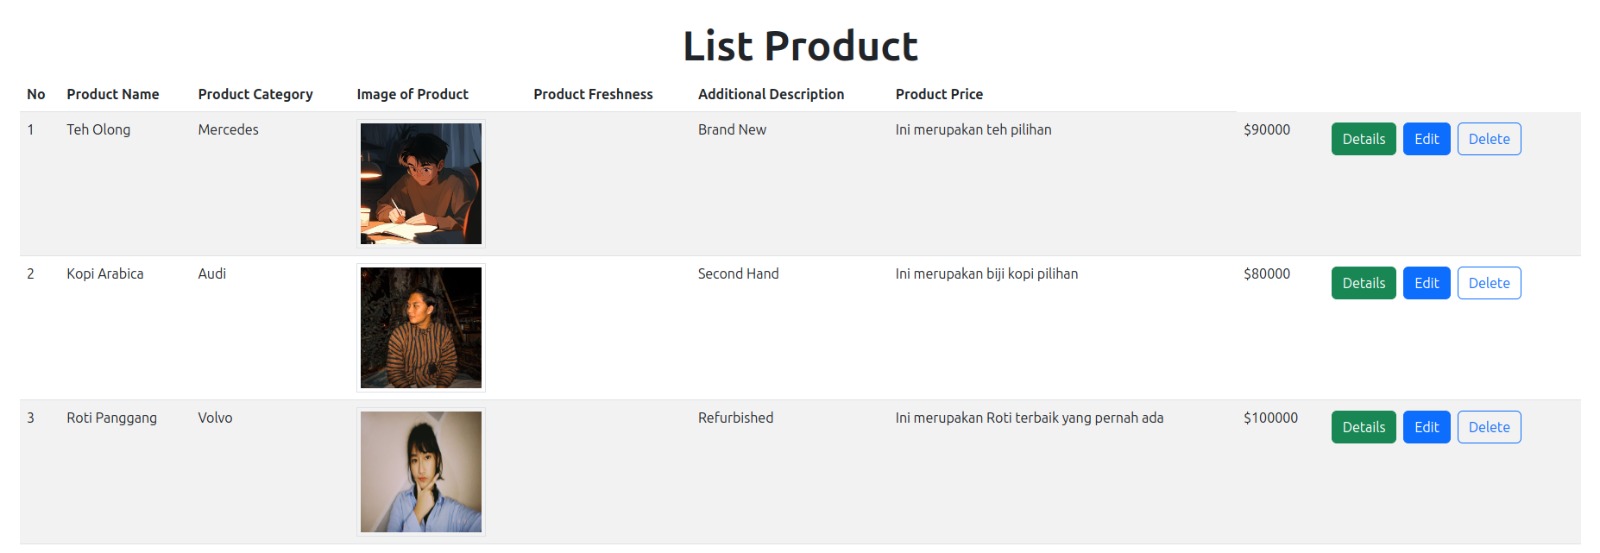 List Product
No Product Name Product Category Image of Product Product Freshness Additional Description Product Price
1 Teh Olong Mercedes Brand New Ini merupakan teh pilihan $90000 Details Edit Delete
2 Kopi Arabica Audi Second Hand Ini merupakan biji kopi pilihan $80000 Details Edit Delete
3 Roti Panggang Volvo Refurbished Ini merupakan Roti terbaik yang pernah ada $100000 Details Edit Delete